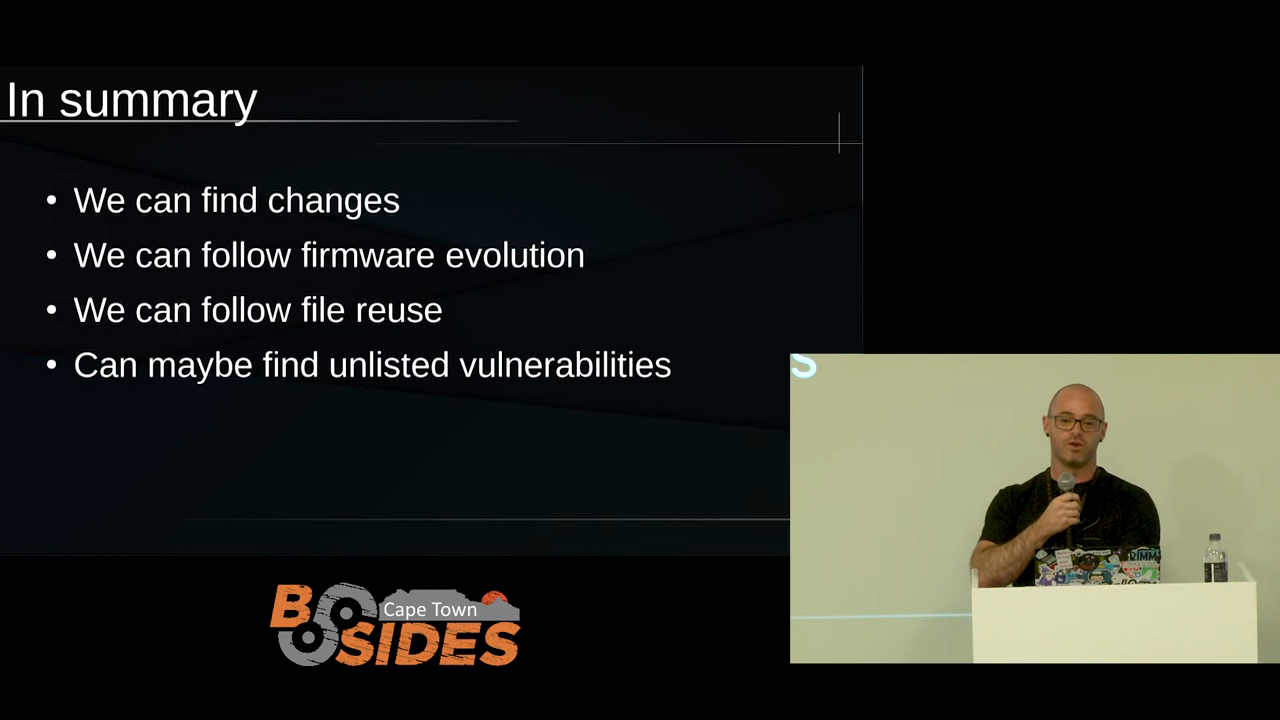 In summary
• We can find changes
• We can follow firmware evolution
• We can follow file reuse
• Can maybe find unlisted vulnerabilities
S
RIMM
Cape Town
BSIDES